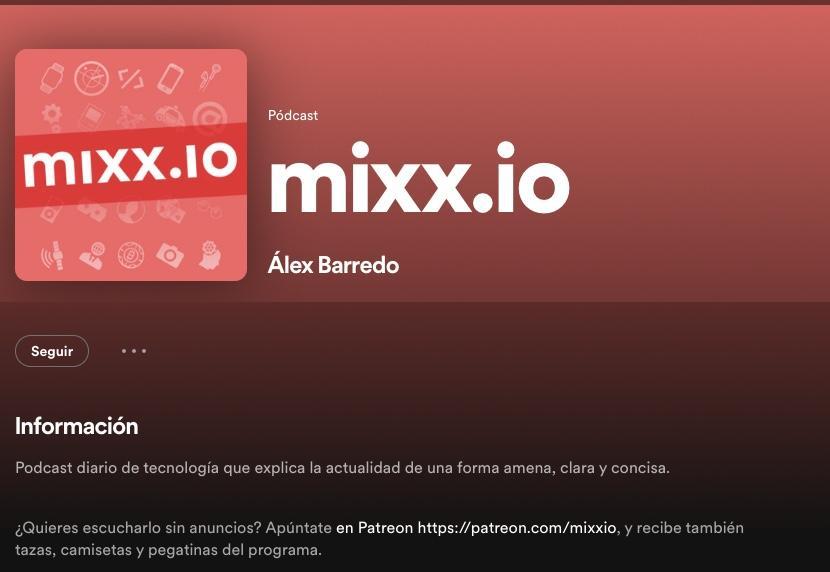 mixx.io
Pódcast
mixx.io
Álex Barredo
Seguir
Información
Podcast diario de tecnología que explica la actualidad de una forma amena, clara y concisa.
¿Quieres escucharlo sin anuncios? Apúntate en Patreon https://patreon.com/mixxio, y recibe también
tazas, camisetas y pegatinas del programa.